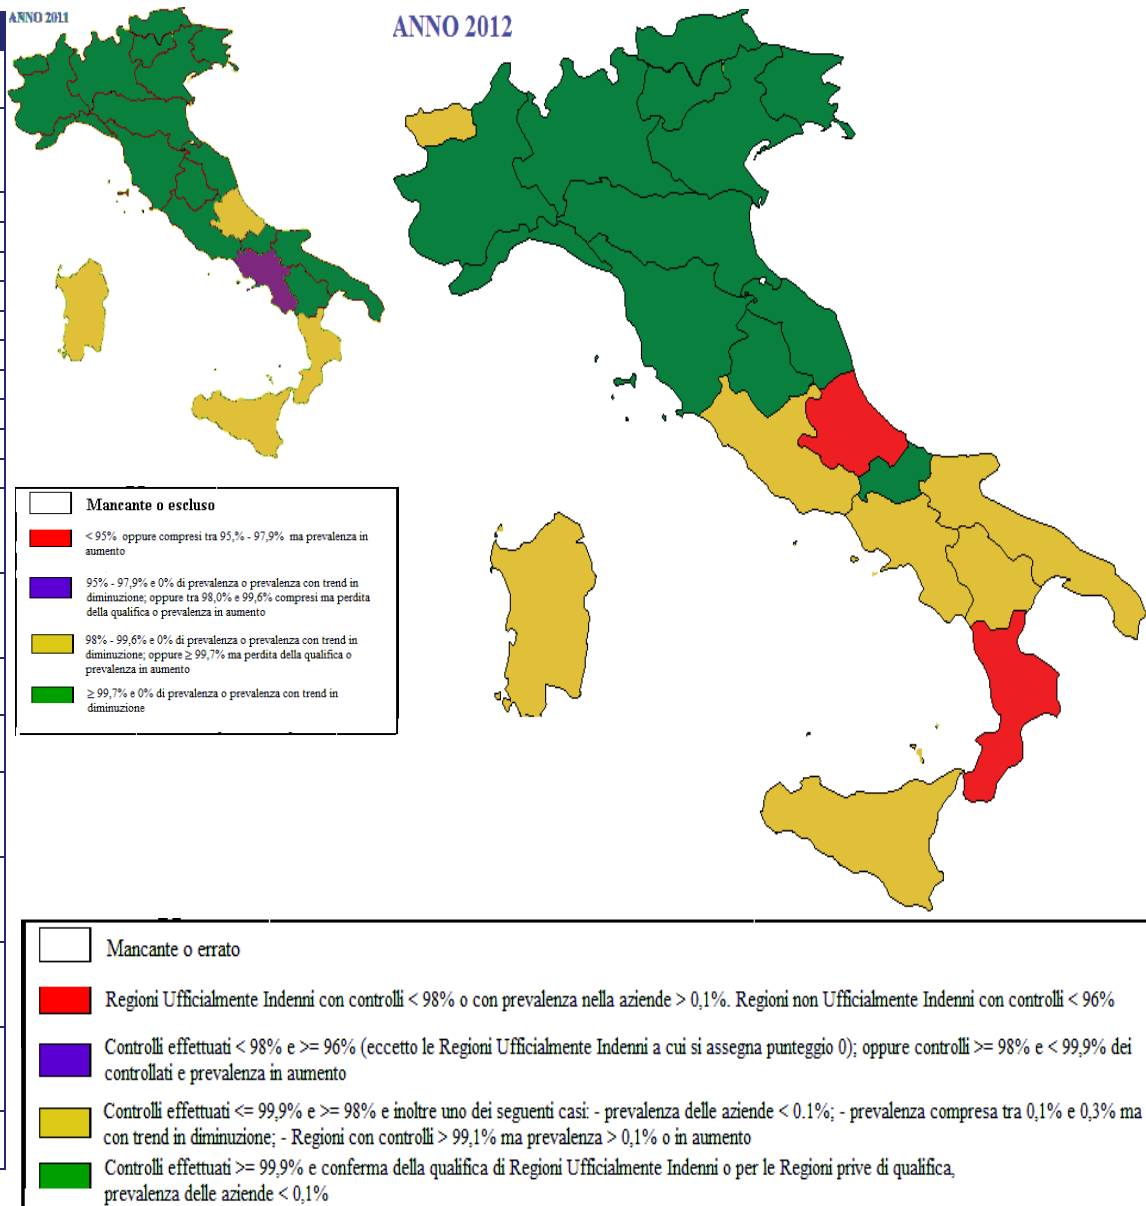 ANNO 2011
ANNO 2012
Mancante o escluso
< 95% oppure compresi tra 95,% - 97,9% ma prevalenza in
aumento
95% - 97,9% e 0% di prevalenza o prevalenza con trend in
diminuzione; oppure tra 98,0% e 99,6% compresi ma perdita
della qualifica o prevalenza in aumento
98% - 99,6% e 0% di prevalenza o prevalenza con trend in
diminuzione; oppure ≥ 99,7% ma perdita della qualifica o
prevalenza in aumento
≥ 99,7% e 0% di prevalenza o prevalenza con trend in
diminuzione
Mancante o errato
Regioni Ufficialmente Indenni con controlli < 98% o con prevalenza nella aziende > 0,1%. Regioni non Ufficialmente Indenni con controlli < 96%
Controlli effettuati < 98% e >= 96% (eccetto le Regioni Ufficialmente Indenni a cui si assegna punteggio 0); oppure controlli >= 98% e < 99,9% dei
controllati e prevalenza in aumento
Controlli effettuati <= 99,9% e >= 98% e inoltre uno dei seguenti casi: - prevalenza delle aziende < 0.1%; - prevalenza compresa tra 0,1% e 0,3% ma
con trend in diminuzione; - Regioni con controlli > 99,1% ma prevalenza > 0,1% o in aumento
Controlli effettuati >= 99,9% e conferma della qualifica di Regioni Ufficialmente Indenni o per le Regioni prive di qualifica,
prevalenza delle aziende < 0,1%